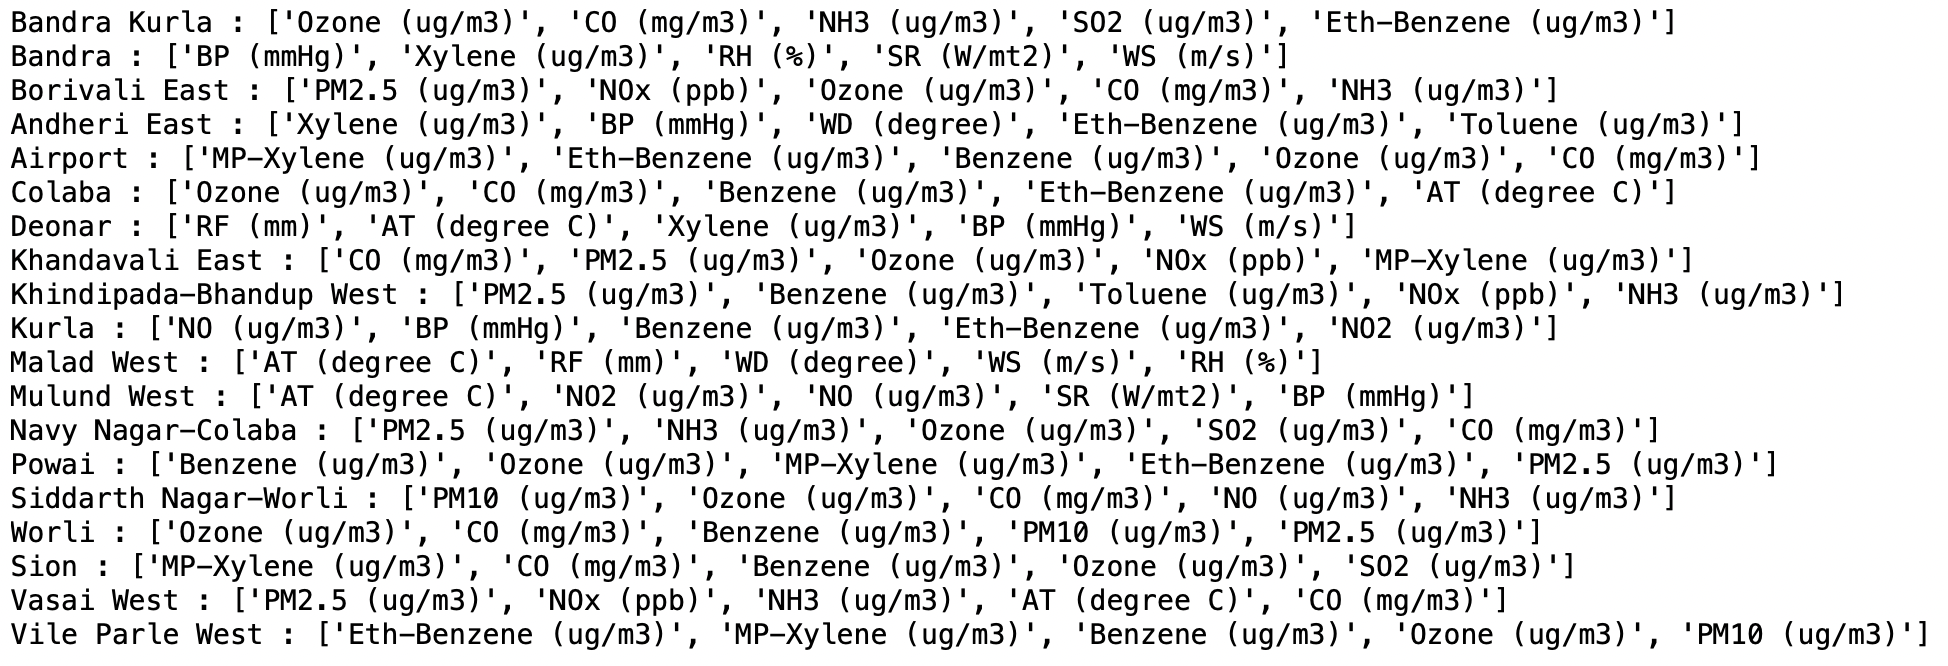 Bandra Kurla : ['Ozone (ug/m3)', 'CO (mg/m3)', 'NH3 (ug/m3)', 'SO2 (ug/m3)', 'Eth-Benzene (ug/m3)']
Bandra : ['BP (mmHg)', 'Xylene (ug/m3)', 'RH (%)', 'SR (W/mt2)', 'WS (m/s)']
Borivali East : ['PM2.5 (ug/m3)', 'NOx (ppb)', 'Ozone (ug/m3)', 'CO (mg/m3)', 'NH3 (ug/m3)']
Andheri East : ['Xylene (ug/m3)', 'BP (mmHg)', 'WD (degree)', 'Eth-Benzene (ug/m3)', 'Toluene (ug/m3)']
Airport : ['MP-Xylene (ug/m3)', 'Eth-Benzene (ug/m3)', 'Benzene (ug/m3)', 'Ozone (ug/m3)', 'CO (mg/m3)']
Colaba : ['Ozone (ug/m3)', 'CO (mg/m3)', 'Benzene (ug/m3)', 'Eth-Benzene (ug/m3)', 'AT (degree C)']
Deonar : ['RF (mm)', 'AT (degree C)', 'Xylene (ug/m3)', 'BP (mmHg)', 'WS (m/s)']
Khandavali East : ['CO (mg/m3)', 'PM2.5 (ug/m3)', 'Ozone (ug/m3)', 'NOx (ppb)', 'MP-Xylene (ug/m3)']
Khindipada-Bhandup West : ['PM2.5 (ug/m3)', 'Benzene (ug/m3)', 'Toluene (ug/m3)', 'NOx (ppb)', 'NH3 (ug/m3)']
Kurla : ['NO (ug/m3)', 'BP (mmHg)', 'Benzene (ug/m3)', 'Eth-Benzene (ug/m3)', 'NO2 (ug/m3)']
Malad West : ['AT (degree C)', 'RF (mm)', 'WD (degree)', 'WS (m/s)', 'RH (%)']
Mulund West : ['AT (degree C)', 'NO2 (ug/m3)', 'NO (ug/m3)', 'SR (W/mt2)', 'BP (mmHg)']
Navy Nagar-Colaba : ['PM2.5 (ug/m3)', 'NH3 (ug/m3)', 'Ozone (ug/m3)', 'SO2 (ug/m3)', 'CO (mg/m3)']
Powai : ['Benzene (ug/m3)', 'Ozone (ug/m3)', 'MP-Xylene (ug/m3)', 'Eth-Benzene (ug/m3)', 'PM2.5 (ug/m3)']
Siddarth Nagar-Worli : ['PM10 (ug/m3)', 'Ozone (ug/m3)', 'CO (mg/m3)', 'NO (ug/m3)', 'NH3 (ug/m3)']
Worli : ['Ozone (ug/m3)', 'CO (mg/m3)', 'Benzene (ug/m3)', 'PM10 (ug/m3)', 'PM2.5 (ug/m3)']
Sion : ['MP-Xylene (ug/m3)', 'CO (mg/m3)', 'Benzene (ug/m3)', 'Ozone (ug/m3)', 'SO2 (ug/m3)']
Vasai West : ['PM2.5 (ug/m3)', 'NOx (ppb)', 'NH3 (ug/m3)', 'AT (degree C)', 'CO (mg/m3)']
Vile Parle West : ['Eth-Benzene (ug/m3)', 'MP-Xylene (ug/m3)', 'Benzene (ug/m3)', 'Ozone (ug/m3)', 'PM10 (ug/m3)']